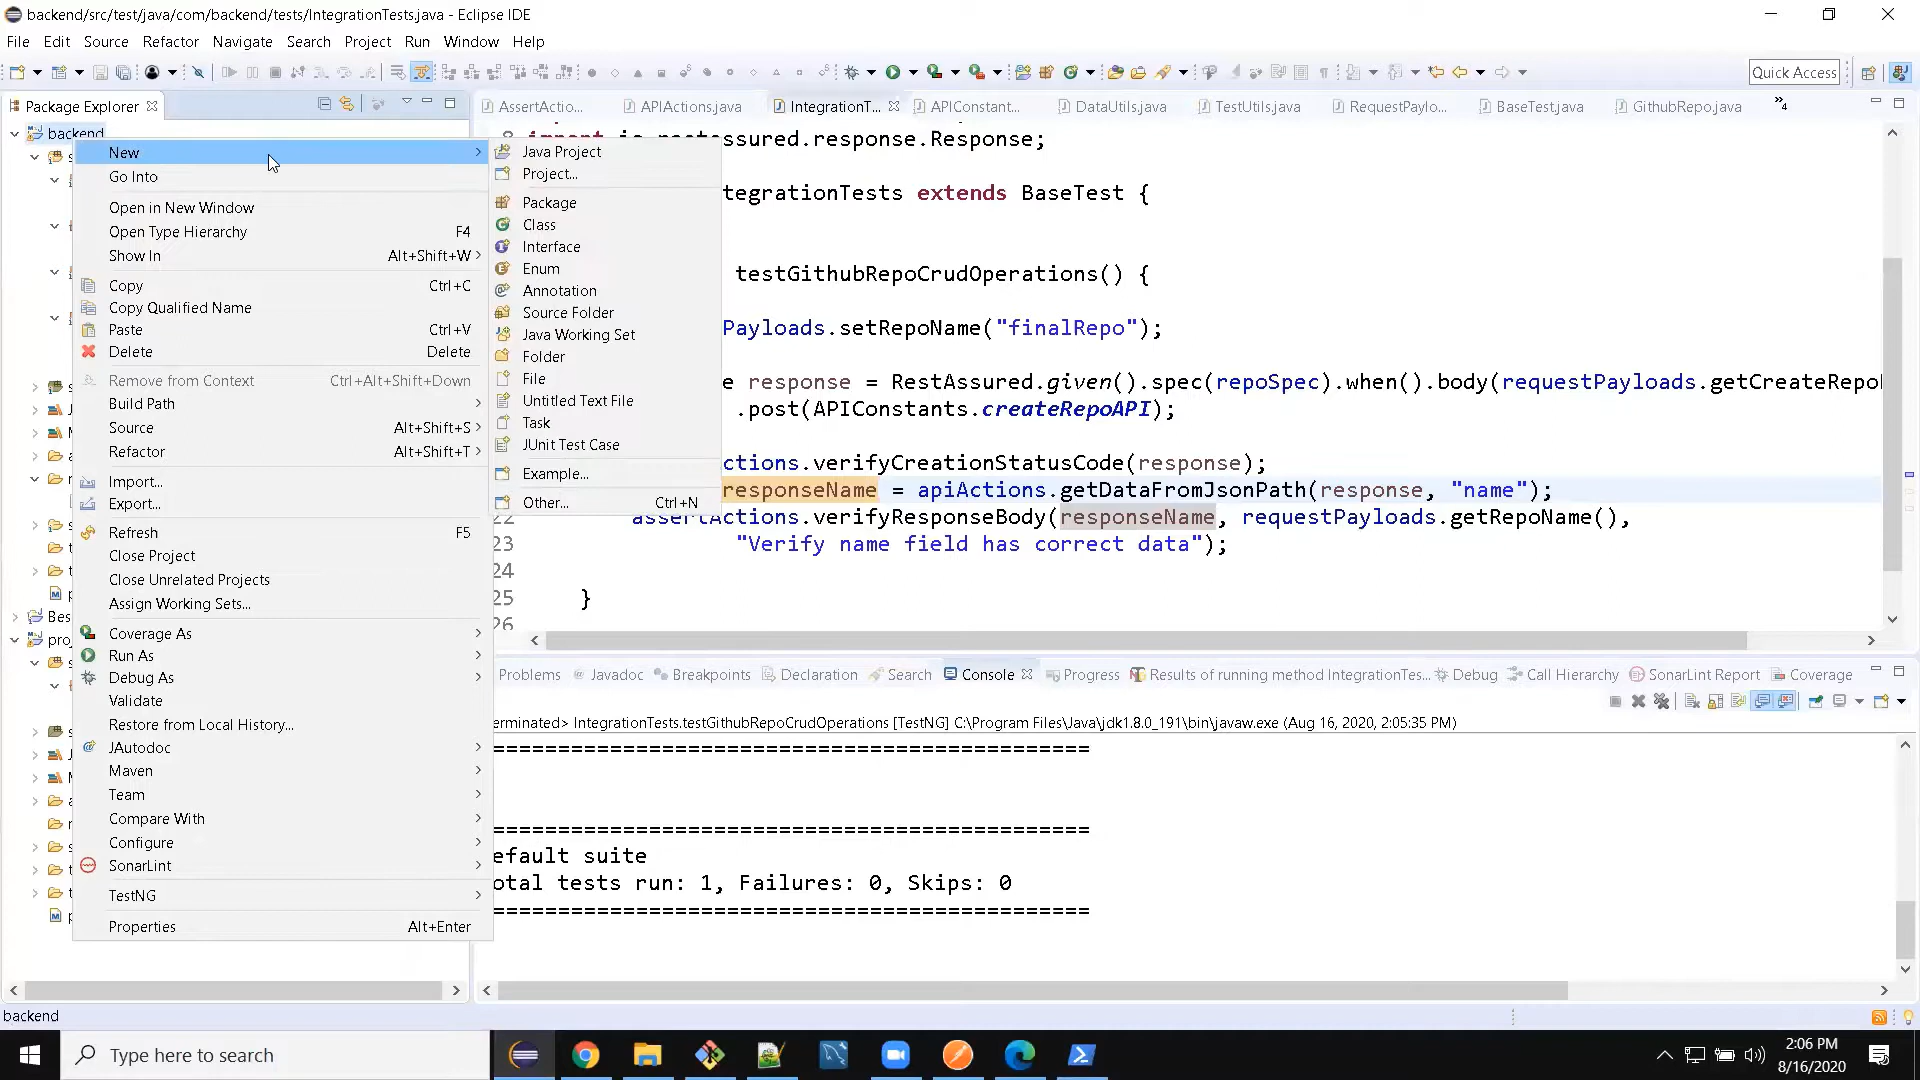 backend/src/test/java/com/backend/tests/IntegrationTests.java - Eclipse IDE
File Edit Source Refactor Navigate Search Project Run Window Help
Quick Access
Package Explorer
AssertActio... APIActions.java IntegrationT... APIConstant... DataUtils.java TestUtils.java RequestPaylo... BaseTest.java GithubRepo.java 4
backend
New
Go Into
Open in New Window
Open Type Hierarchy F4
Show In Alt+Shift+W
Copy Ctrl+C
Copy Qualified Name
Paste Ctrl+V
Delete Delete
Remove from Context Ctrl+Alt+Shift+Down
Build Path
Source Alt+Shift+S
Refactor Alt+Shift+T
Import...
Export...
Refresh F5
Close Project
Close Unrelated Projects
Assign Working Sets...
Coverage As
Run As
Debug As
Validate
Restore from Local History...
JAutodoc
Maven
Team
Compare With
Configure
SonarLint
TestNG
Properties Alt+Enter
Bes
pro
Java Project
Project...
Package
Class
Interface
Enum
Annotation
Source Folder
Java Working Set
Folder
File
Untitled Text File
Task
JUnit Test Case
Example...
Other... Ctrl+N
import io.restassured.response.Response;
tegrationTests extends BaseTest {
testGithubRepoCrudOperations() {
Payloads.setRepoName("finalRepo");
e response = RestAssured.given().spec(repoSpec).when().body(requestPayloads.getCreateRepo
.post(APIConstants.createRepoAPI);
ctions.verifyCreationStatusCode(response);
responseName = apiActions.getDataFromJsonPath(response, "name");
22 assertActions.verifyResponseBody(responseName, requestPayloads.getRepoName(),
23 "Verify name field has correct data");
24
25 }
26
Problems Javadoc Breakpoints Declaration Search Console Progress Results of running method IntegrationTes... Debug Call Hierarchy SonarLint Report Coverage
erminated> IntegrationTests.testGithubRepoCrudOperations [TestNG] C:\Program Files\Java\jdk1.8.0_191\bin\javaw.exe (Aug 16, 2020, 2:05:35 PM)
===============================================
===============================================
efault suite
otal tests run: 1, Failures: 0, Skips: 0
===============================================
backend
Type here to search
2:06 PM
8/16/2020